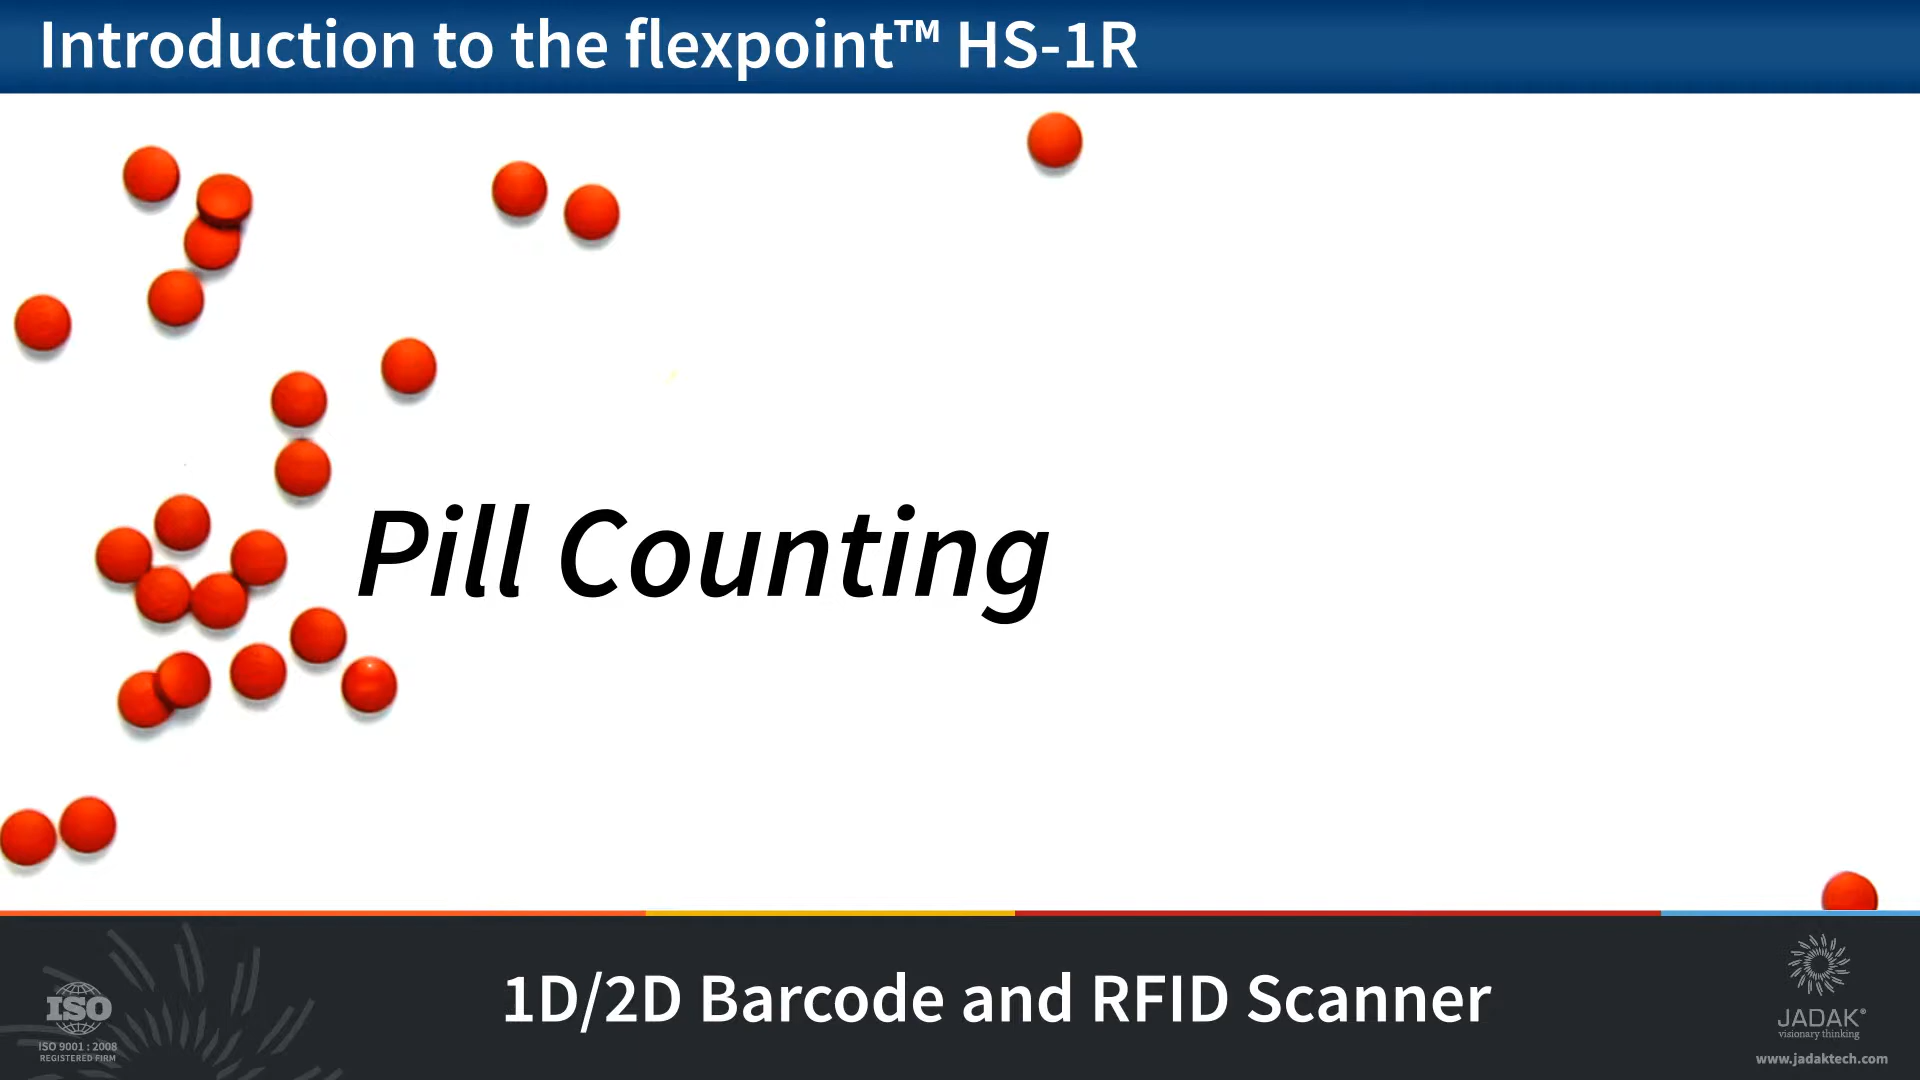 Introduction to the flexpoint™ HS-1R
Pill Counting
1D/2D Barcode and RFID Scanner
ISO
ISO 9001 : 2008
REGISTERED FIRM
JADAK®
visionary thinking
www.jadaktech.com